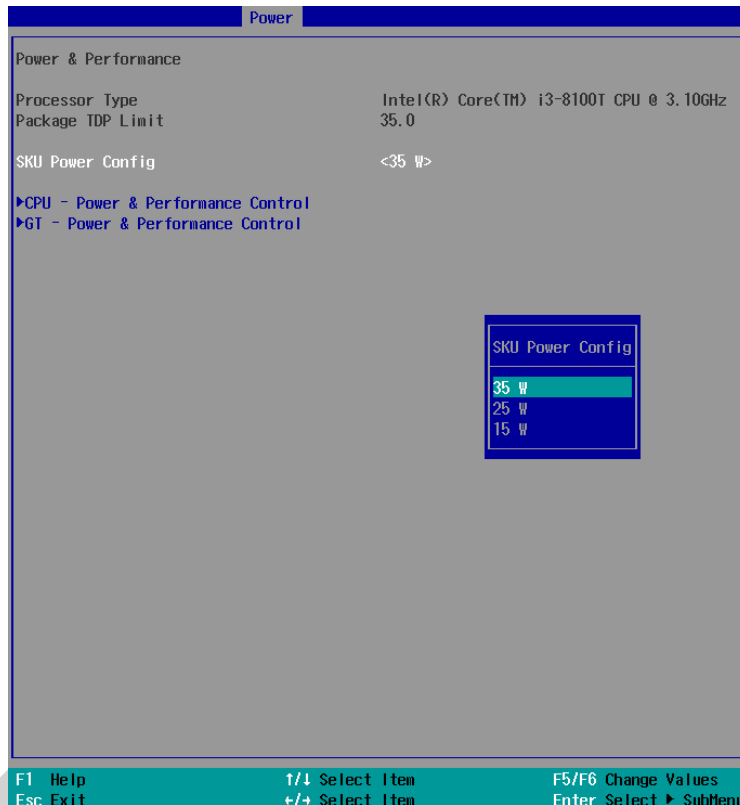 Power
Power & Performance
Processor Type Intel(R) Core(TM) i3-8100T CPU @ 3.10GHz
Package TDP Limit 35.0
SKU Power Config <35 W>
▶CPU - Power & Performance Control
▶GT - Power & Performance Control
SKU Power Config
35 W
25 W
15 W
F1 Help ↑/↓ Select Item F5/F6 Change Values
Esc Exit ←/→ Select Item Enter Select ▶ SubMenu